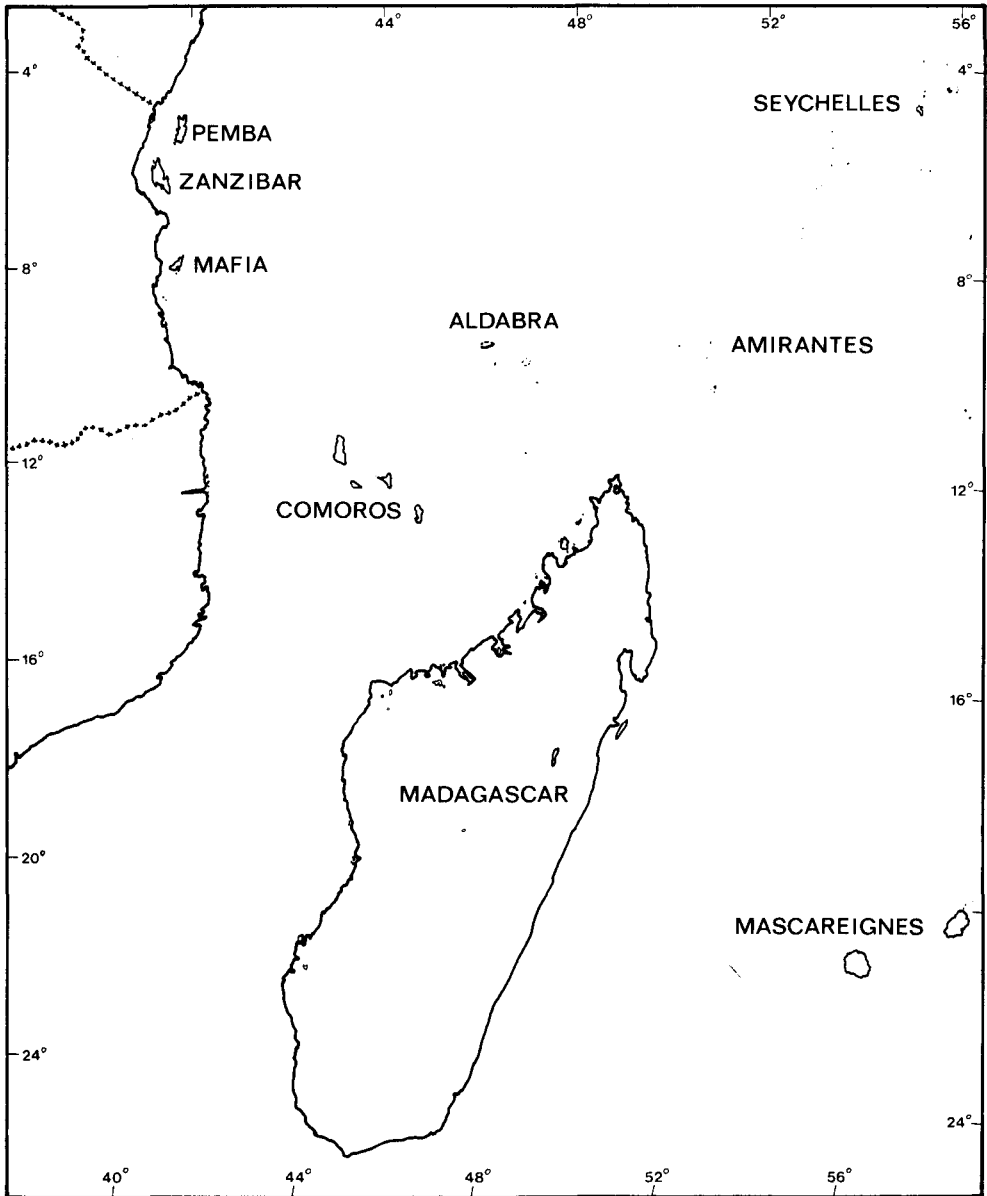 44° 48° 52° 56°
4° 4°
SEYCHELLES
PEMBA
ZANZIBAR
MAFIA
8° 8°
ALDABRA
AMIRANTES
12° 12°
COMOROS
16° 16°
MADAGASCAR
20°
MASCAREIGNES
24° 24°
40° 44° 48° 52° 56°